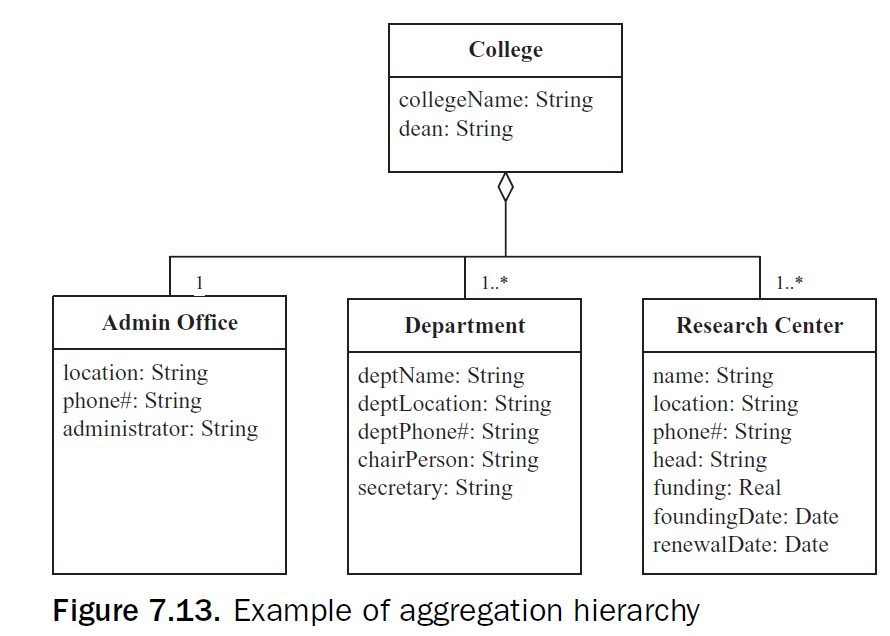 College
collegeName: String
dean: String
1
1..*
1..*
Admin Office
location: String
phone#: String
administrator: String
Department
deptName: String
deptLocation: String
deptPhone#: String
chairPerson: String
secretary: String
Research Center
name: String
location: String
phone#: String
head: String
funding: Real
foundingDate: Date
renewalDate: Date
Figure 7.13. Example of aggregation hierarchy